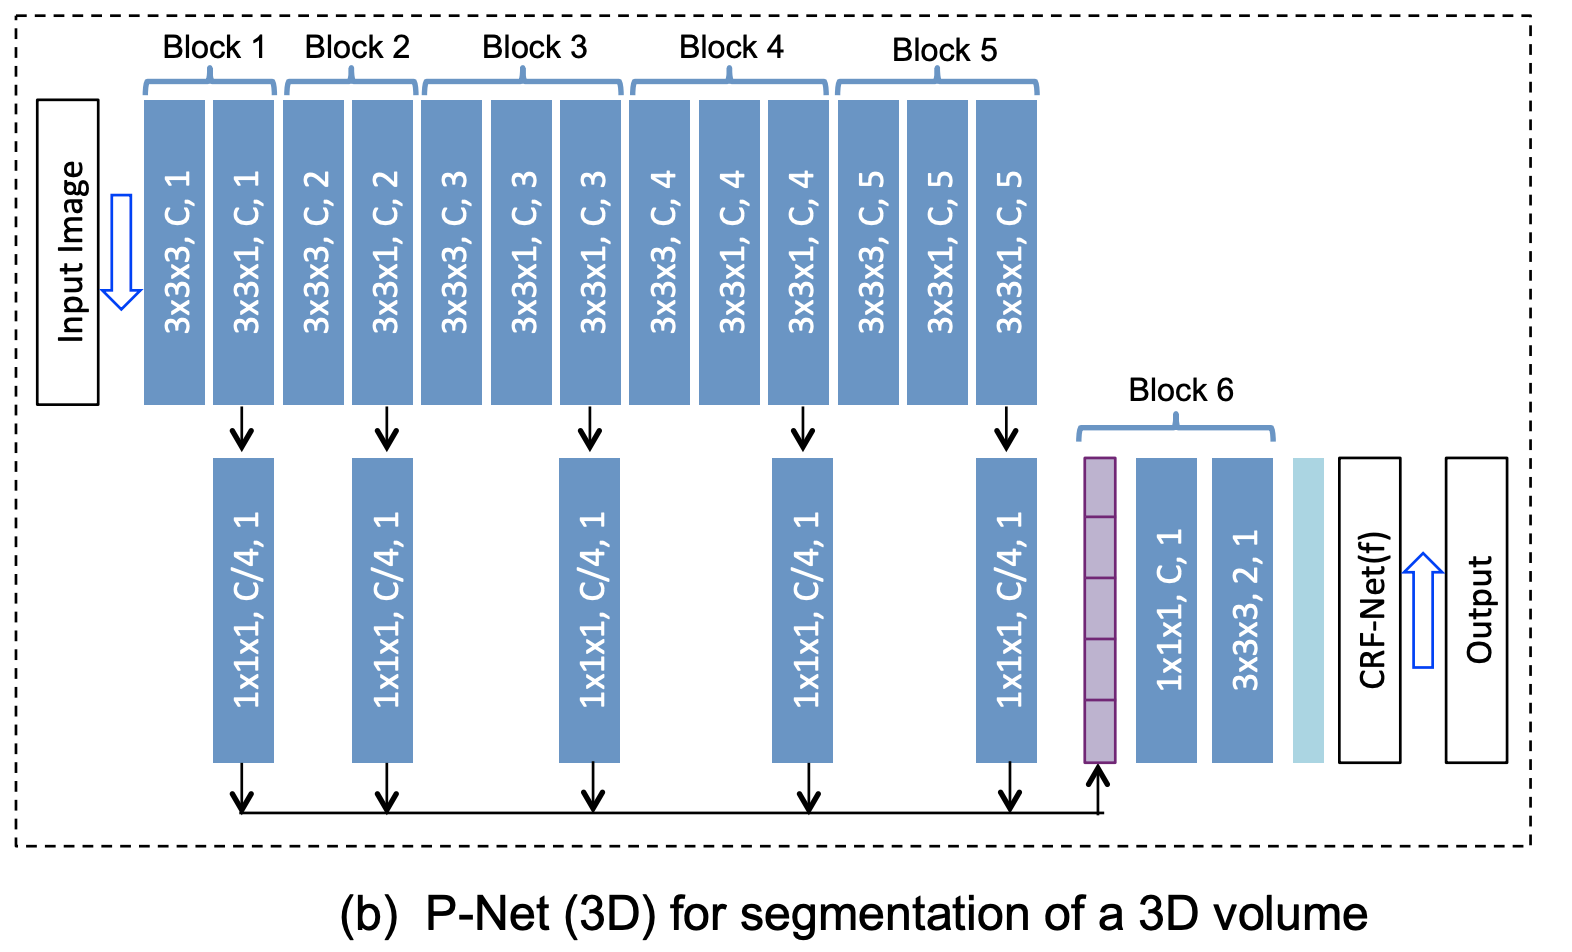 Block 1
Block 2
Block 3
Block 4
Block 5
Input Image
3x3x3, C, 1
3x3x1, C, 1
3x3x3, C, 2
3x3x1, C, 2
3x3x3, C, 3
3x3x1, C, 3
3x3x1, C, 3
3x3x3, C, 4
3x3x1, C, 4
3x3x1, C, 4
3x3x3, C, 5
3x3x1, C, 5
3x3x1, C, 5
Block 6
1x1x1, C/4, 1
1x1x1, C/4, 1
1x1x1, C/4, 1
1x1x1, C/4, 1
1x1x1, C/4, 1
1x1x1, C, 1
3x3x3, 2, 1
CRF-Net(f)
Output
(b) P-Net (3D) for segmentation of a 3D volume